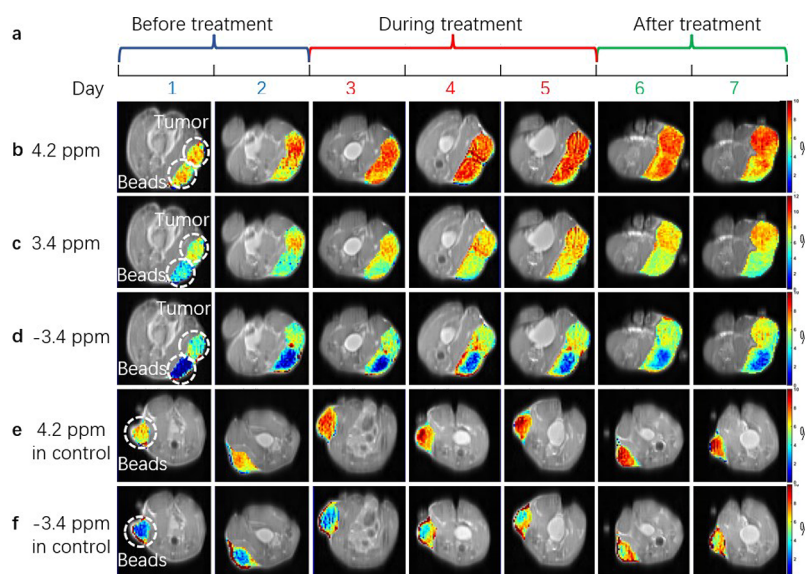 a
Before treatment
During treatment
After treatment
Day 1 2 3 4 5 6 7
Tumor
b 4.2 ppm
Beads
%
Tumor
c 3.4 ppm
Beads
%
Tumor
d -3.4 ppm
Beads
%
e 4.2 ppm
in control
Beads
%
f -3.4 ppm
in control
Beads
%